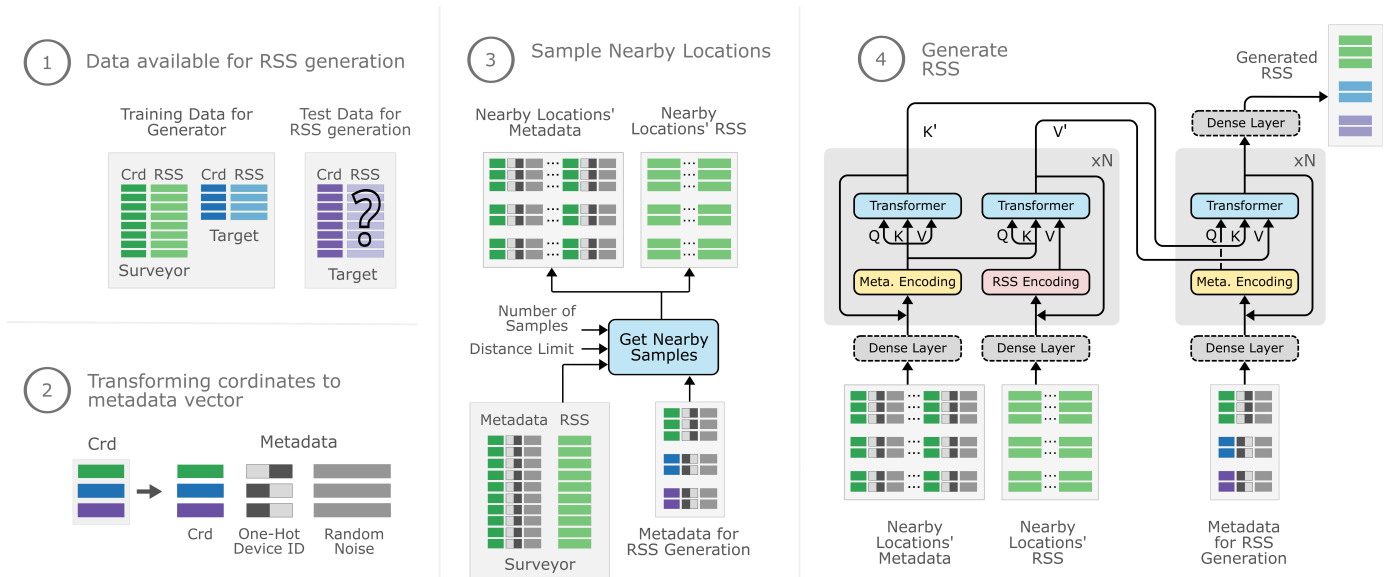 1
Data available for RSS generation
Training Data for
Generator
Test Data for
RSS generation
Crd RSS
Crd RSS
Crd RSS
?
Target
Surveyor
Target
2
Transforming cordinates to
metadata vector
Crd
Metadata
Crd
One-Hot
Device ID
Random
Noise
3
Sample Nearby Locations
Nearby Locations'
Metadata
Nearby
Locations' RSS
Number of
Samples
Distance Limit
Get Nearby
Samples
Metadata RSS
Surveyor
Metadata for
RSS Generation
4
Generate
RSS
Generated
RSS
Dense Layer
K'
V'
xN
xN
Transformer
Transformer
Transformer
Q K V
Q K V
Q K V
Meta. Encoding
RSS Encoding
Meta. Encoding
Dense Layer
Dense Layer
Dense Layer
Nearby
Locations'
Metadata
Nearby
Locations'
RSS
Metadata
for RSS
Generation